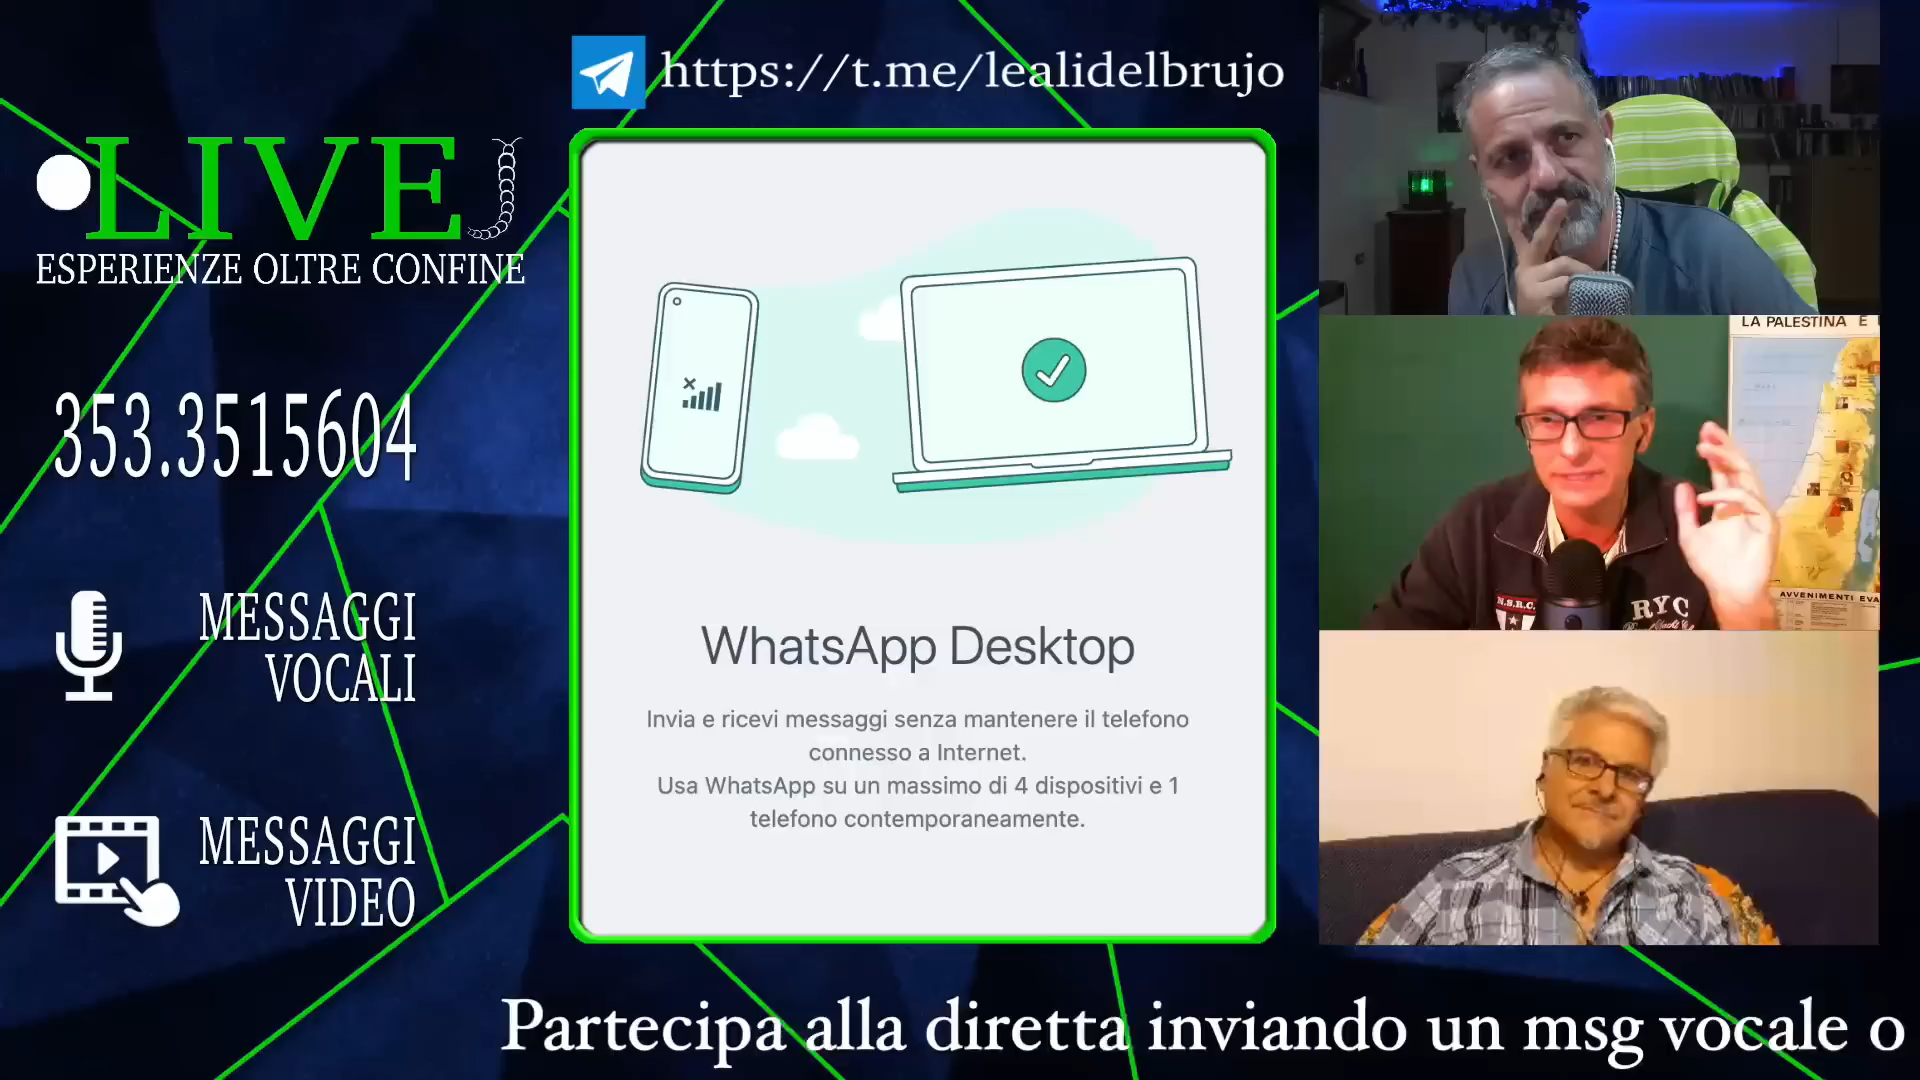 https://t.me/lealidelbrujo
LIVE
ESPERIENZE OLTRE CONFINE
353.3515604
MESSAGGI
VOCALI
MESSAGGI
VIDEO
WhatsApp Desktop
Invia e ricevi messaggi senza mantenere il telefono
connesso a Internet.
Usa WhatsApp su un massimo di 4 dispositivi e 1
telefono contemporaneamente.
LA PALESTINA E
AVVENIMENTI EVA
N.S.R.C.
RYC
Partecipa alla diretta inviando un msg vocale o